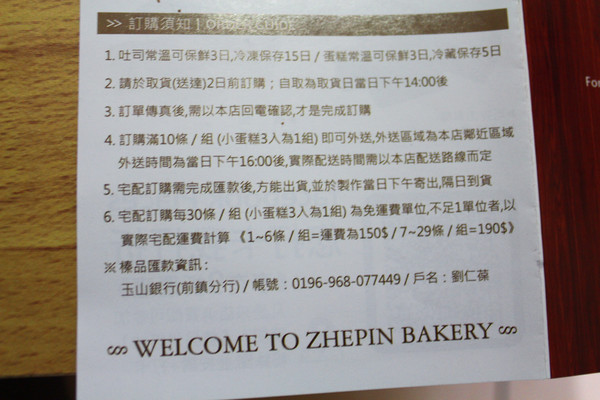 >> 訂購須知 | ORDER GUIDE
1. 吐司常溫可保鮮3日,冷凍保存15日 / 蛋糕常溫可保鮮3日,冷藏保存5日
2. 請於取貨(送達)2日前訂購；自取為取貨日當日下午14:00後
3. 訂單傳真後,需以本店回電確認,才是完成訂購
4. 訂購滿10條 / 組 (小蛋糕3入為1組) 即可外送,外送區域為本店鄰近區域
外送時間為當日下午16:00後,實際配送時間需以本店配送路線而定
5. 宅配訂購需完成匯款後,方能出貨,並於製作當日下午寄出,隔日到貨
6. 宅配訂購每30條 / 組 (小蛋糕3入為1組) 為免運費單位,不足1單位者,以
實際宅配運費計算 《1~6條 / 組=運費為150$ / 7~29條 / 組=190$》
※ 榛品匯款資訊：
玉山銀行(前鎮分行) / 帳號：0196-968-077449 / 戶名：劉仁葆
WELCOME TO ZHEPIN BAKERY